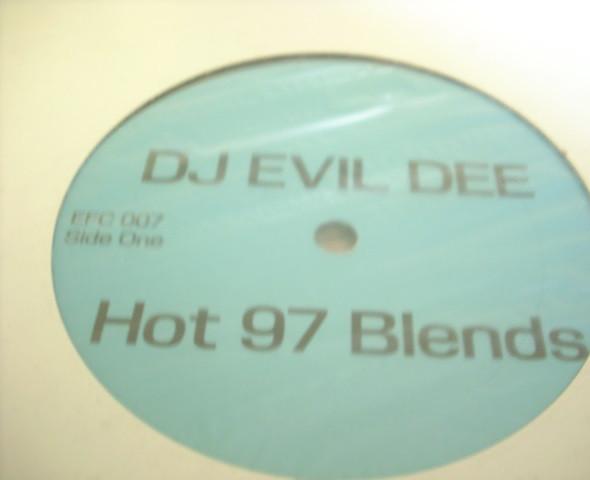 DJ EVIL DEE
EFC 007
Side One
Hot 97 Blends